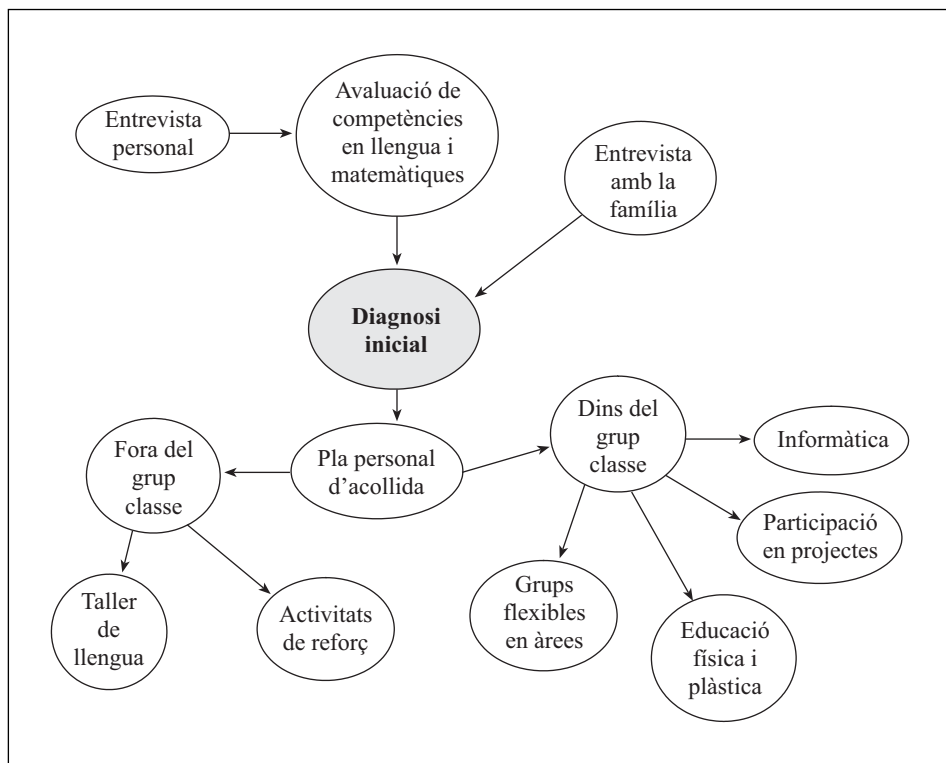 Entrevista
personal
Avaluació de
competències
en llengua i
matemàtiques
Entrevista
amb la
família
Diagnosi
inicial
Fora del
grup
classe
Pla personal
d’acollida
Dins del
grup
classe
Informàtica
Participació
en projectes
Taller
de
llengua
Activitats
de reforç
Grups
flexibles
en àrees
Educació
física i
plàstica